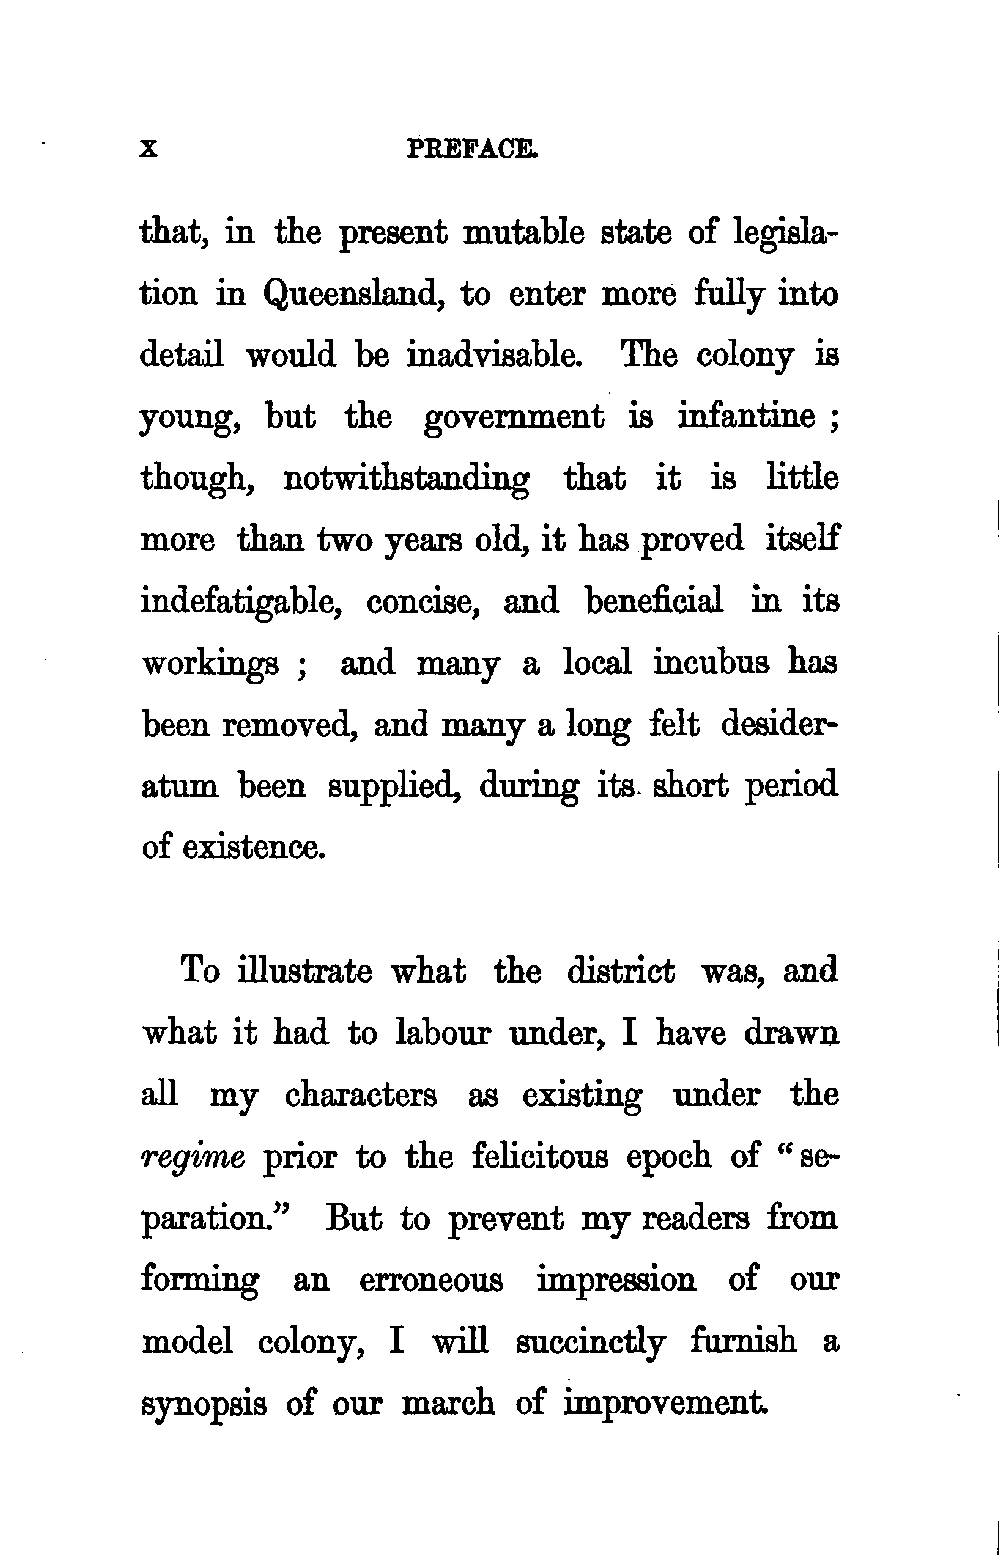 X PREFACE.
that, in the present mutable state of legisla-
tion in Queensland, to enter more fully into
detail would be inadvisable. The colony is
young, but the government is infantine ;
though, notwithstanding that it is little
more than two years old, it has proved itself
indefatigable, concise, and beneficial in its
workings ; and many a local incubus has
been removed, and many a long felt desider-
atum been supplied, during its short period
of existence.
To illustrate what the district was, and
what it had to labour under, I have drawn
all my characters as existing under the
regime prior to the felicitous epoch of “se-
paration.” But to prevent my readers from
forming an erroneous impression of our
model colony, I will succinctly furnish a
synopsis of our march of improvement.